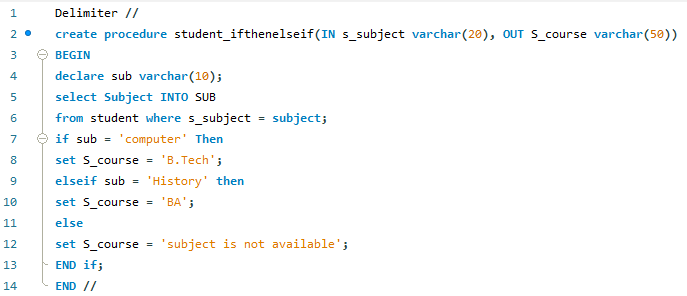 1 Delimiter //
2 create procedure student_ifthenelseif(IN s_subject varchar(20), OUT S_course varchar(50))
3 BEGIN
4 declare sub varchar(10);
5 select Subject INTO SUB
6 from student where s_subject = subject;
7 if sub = 'computer' Then
8 set S_course = 'B.Tech';
9 elseif sub = 'History' then
10 set S_course = 'BA';
11 else
12 set S_course = 'subject is not available';
13 END if;
14 END //